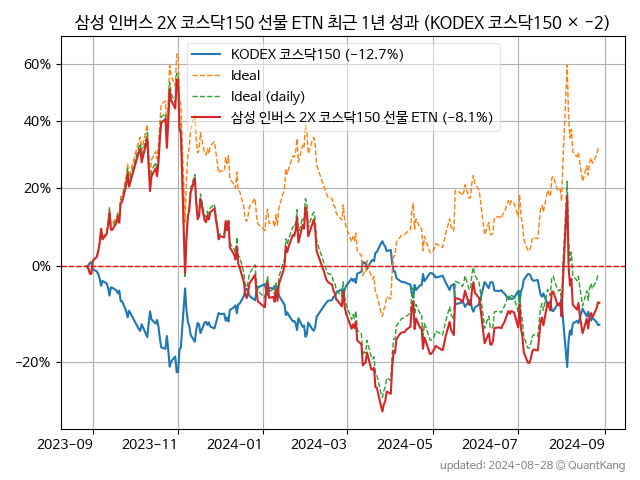 삼성 인버스 2X 코스닥150 선물 ETN 최근 1년 성과 (KODEX 코스닥150 × −2)
KODEX 코스닥150 (−12.7%)
Ideal
Ideal (daily)
삼성 인버스 2X 코스닥150 선물 ETN (−8.1%)
60%
40%
20%
0%
−20%
2023-09 2023-11 2024-01 2024-03 2024-05 2024-07 2024-09
updated: 2024-08-28 © QuantKang